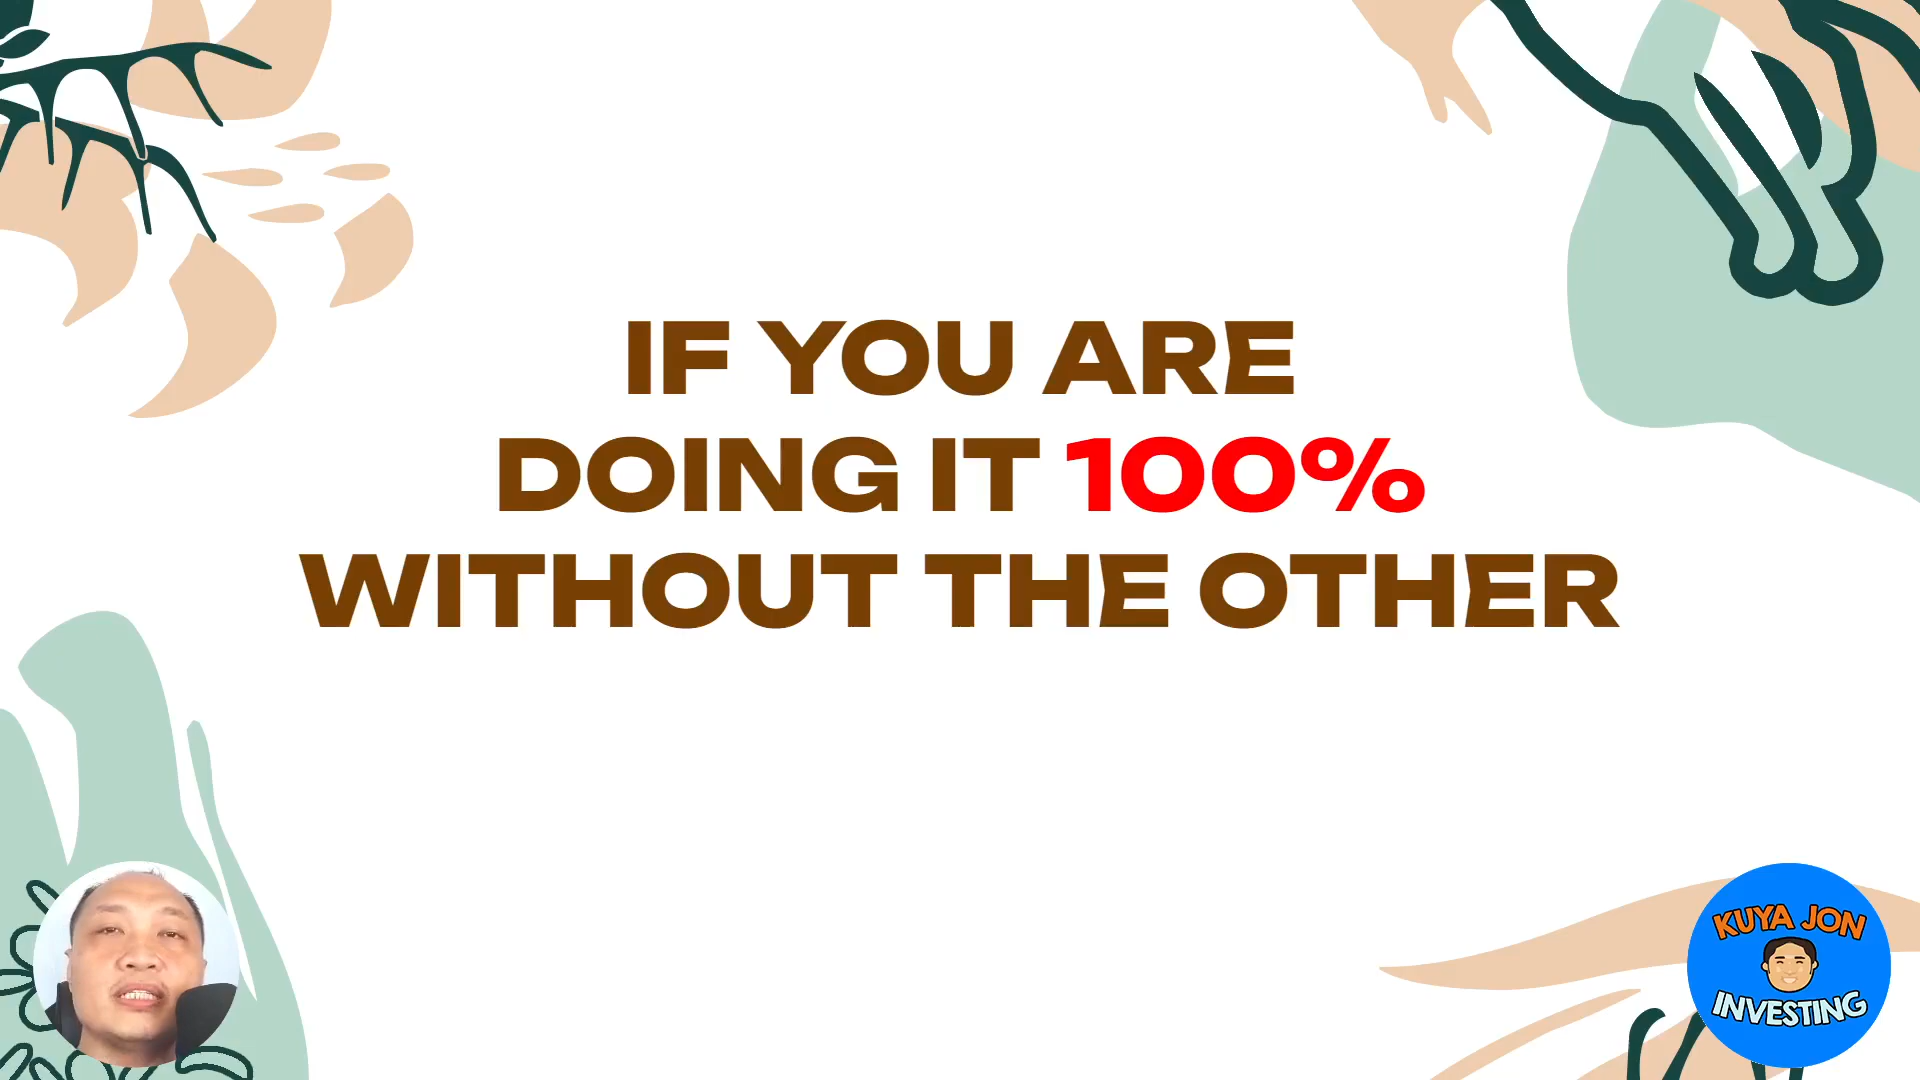 IF YOU ARE
DOING IT 100%
WITHOUT THE OTHER
KUYA JON
INVESTING